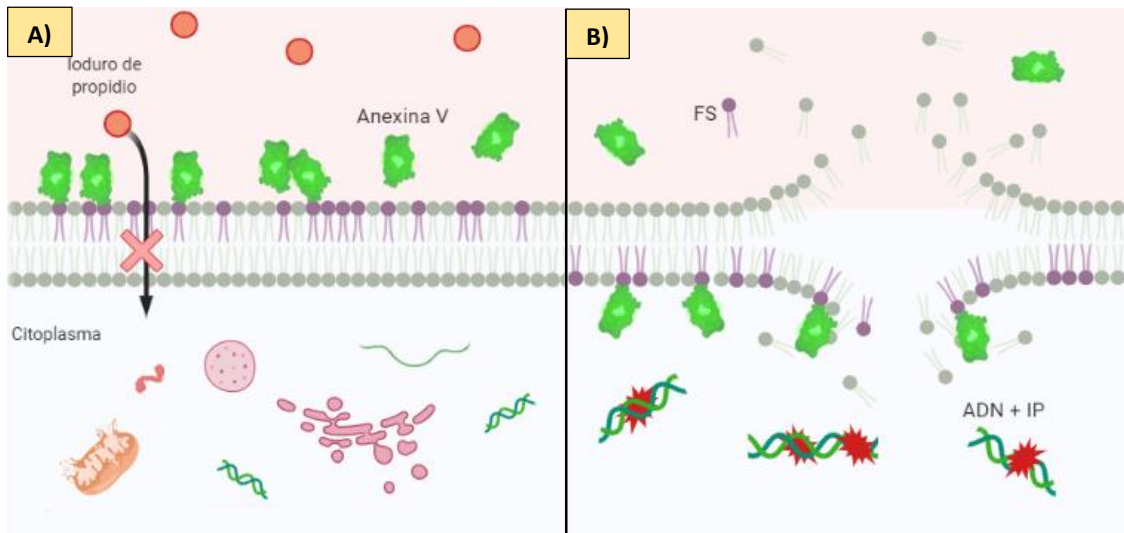 A)
Ioduro de
propidio
Anexina V
Citoplasma
B)
FS
ADN + IP